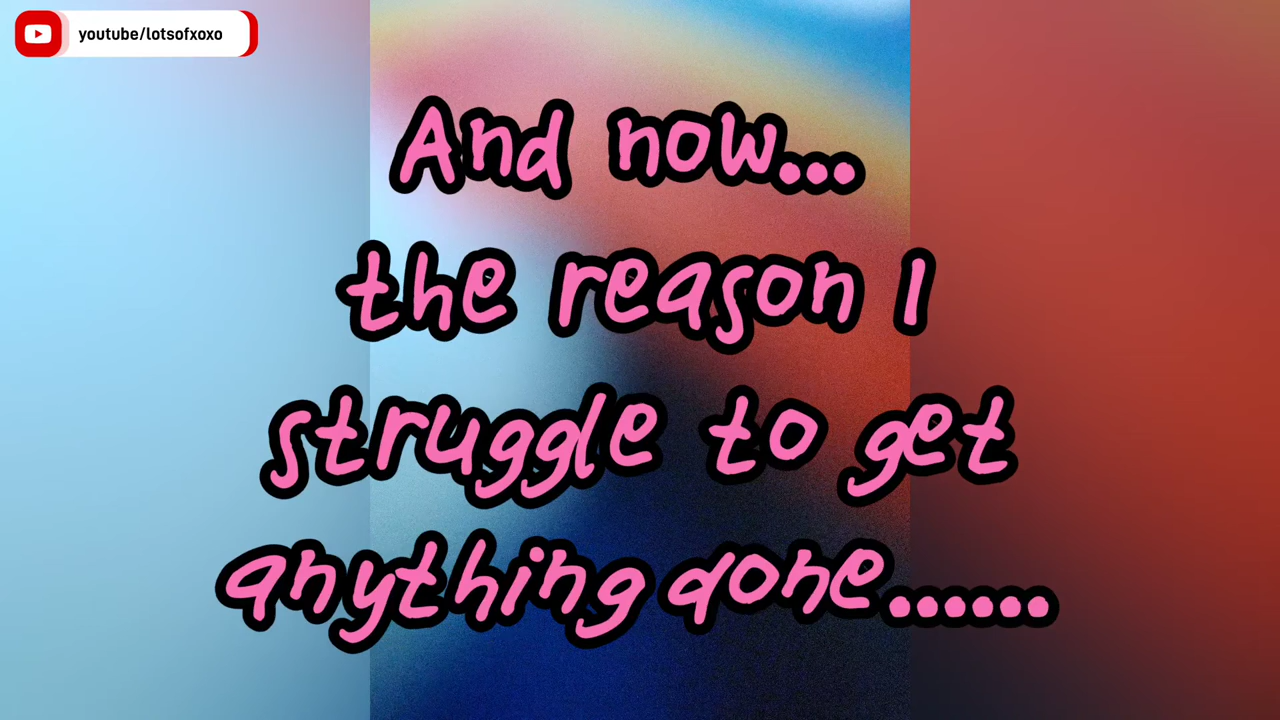 youtube/lotsofxoxo
And now...
the reason I
struggle to get
anything done......